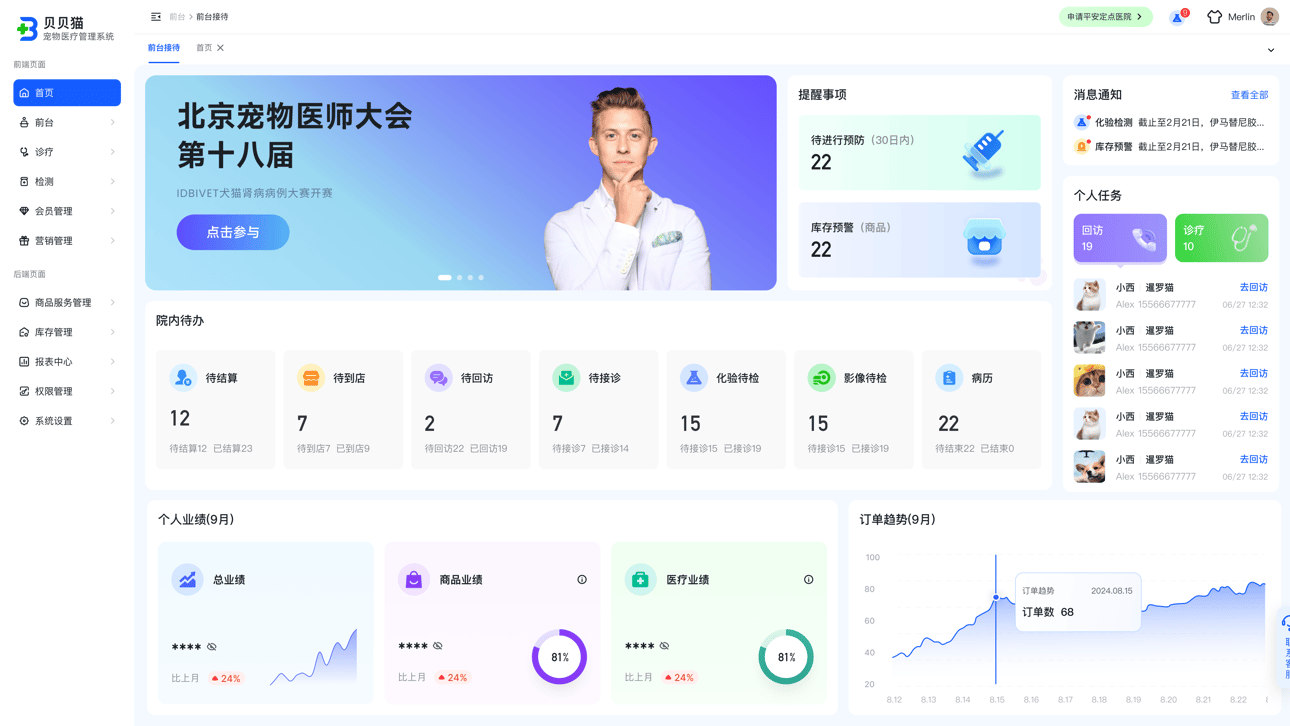 贝贝猫
宠物医疗管理系统
前端页面
首页
前台
诊疗
检测
会员管理
营销管理
后端页面
商品服务管理
库存管理
报表中心
权限管理
系统设置
前台 > 前台接待
申请平安定点医院
9
Merlin
前台接待
首页
北京宠物医师大会
第十八届
IDBIVET犬猫肾病病例大赛开赛
点击参与
提醒事项
待进行预防（30日内）
22
库存预警（商品）
22
消息通知
查看全部
化验检测 截止至2月21日，伊马替尼胶...
库存预警 截止至2月21日，伊马替尼胶...
个人任务
回访
19
诊疗
10
小西 暹罗猫 去回访
Alex 15566677777 06/27 12:32
小西 暹罗猫 去回访
Alex 15566677777 06/27 12:32
小西 暹罗猫 去回访
Alex 15566677777 06/27 12:32
小西 暹罗猫 去回访
Alex 15566677777 06/27 12:32
小西 暹罗猫 去回访
Alex 15566677777 06/27 12:32
院内待办
待结算
12
待结算12 已结算23
待到店
7
待到店7 已到店9
待回访
2
待回访22 已回访19
待接诊
7
待接诊7 已接诊14
化验待检
15
待接诊15 已接诊19
影像待检
15
待接诊15 已接诊19
病历
22
待结束22 已结束0
个人业绩(9月)
总业绩
****
比上月 24%
商品业绩
****
比上月 24%
81%
医疗业绩
****
比上月 24%
81%
订单趋势(9月)
100
80
60
40
20
订单趋势 2024.08.15
订单数 68
8.12 8.13 8.14 8.15 8.16 8.17 8.18 8.19 8.20 8.21 8.22
联系客服